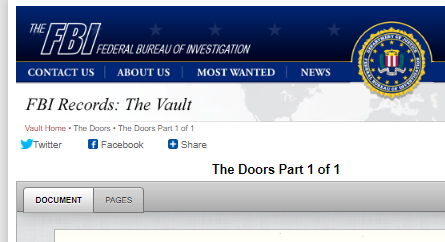 THE FBI FEDERAL BUREAU OF INVESTIGATION
CONTACT US ABOUT US MOST WANTED NEWS
FBI Records: The Vault
Vault Home • The Doors • The Doors Part 1 of 1
Twitter Facebook Share
The Doors Part 1 of 1
DOCUMENT PAGES